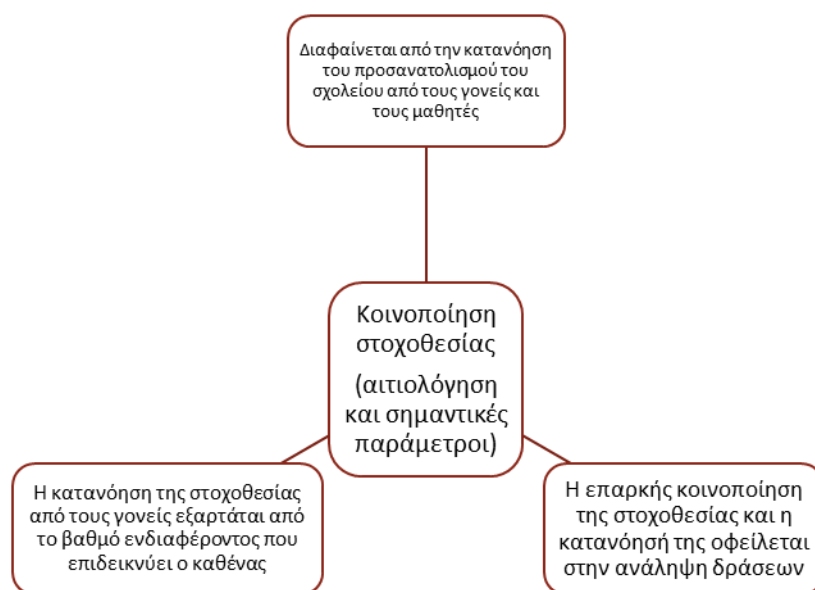 Διαφαίνεται από την κατανόηση
του προσανατολισμού του
σχολείου από τους γονείς και
τους μαθητές
Κοινοποίηση
στοχοθεσίας
(αιτιολόγηση
και σημαντικές
παράμετροι)
Η κατανόηση της στοχοθεσίας
από τους γονείς εξαρτάται από
το βαθμό ενδιαφέροντος που
επιδεικνύει ο καθένας
Η επαρκής κοινοποίηση
της στοχοθεσίας και η
κατανόησή της οφείλεται
στην ανάληψη δράσεων